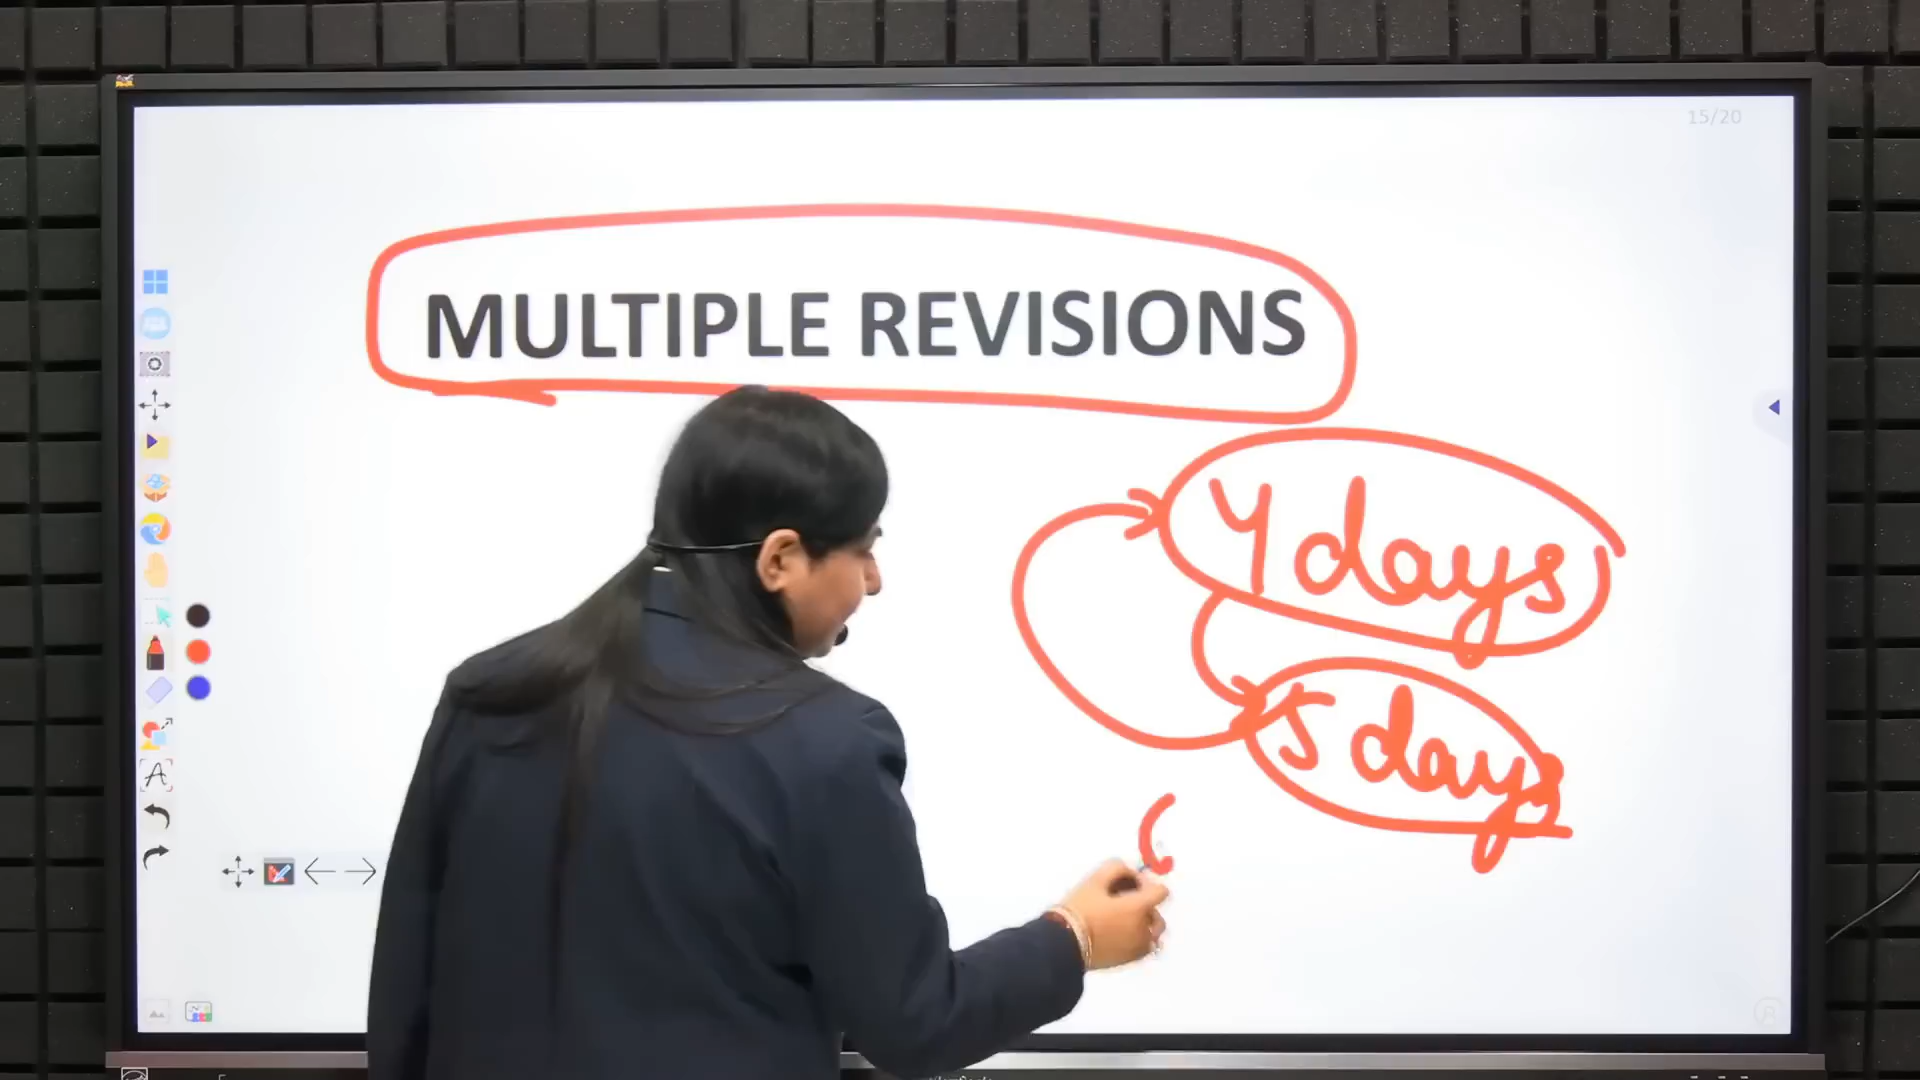 15/20
MULTIPLE REVISIONS
4 days
5 days
A